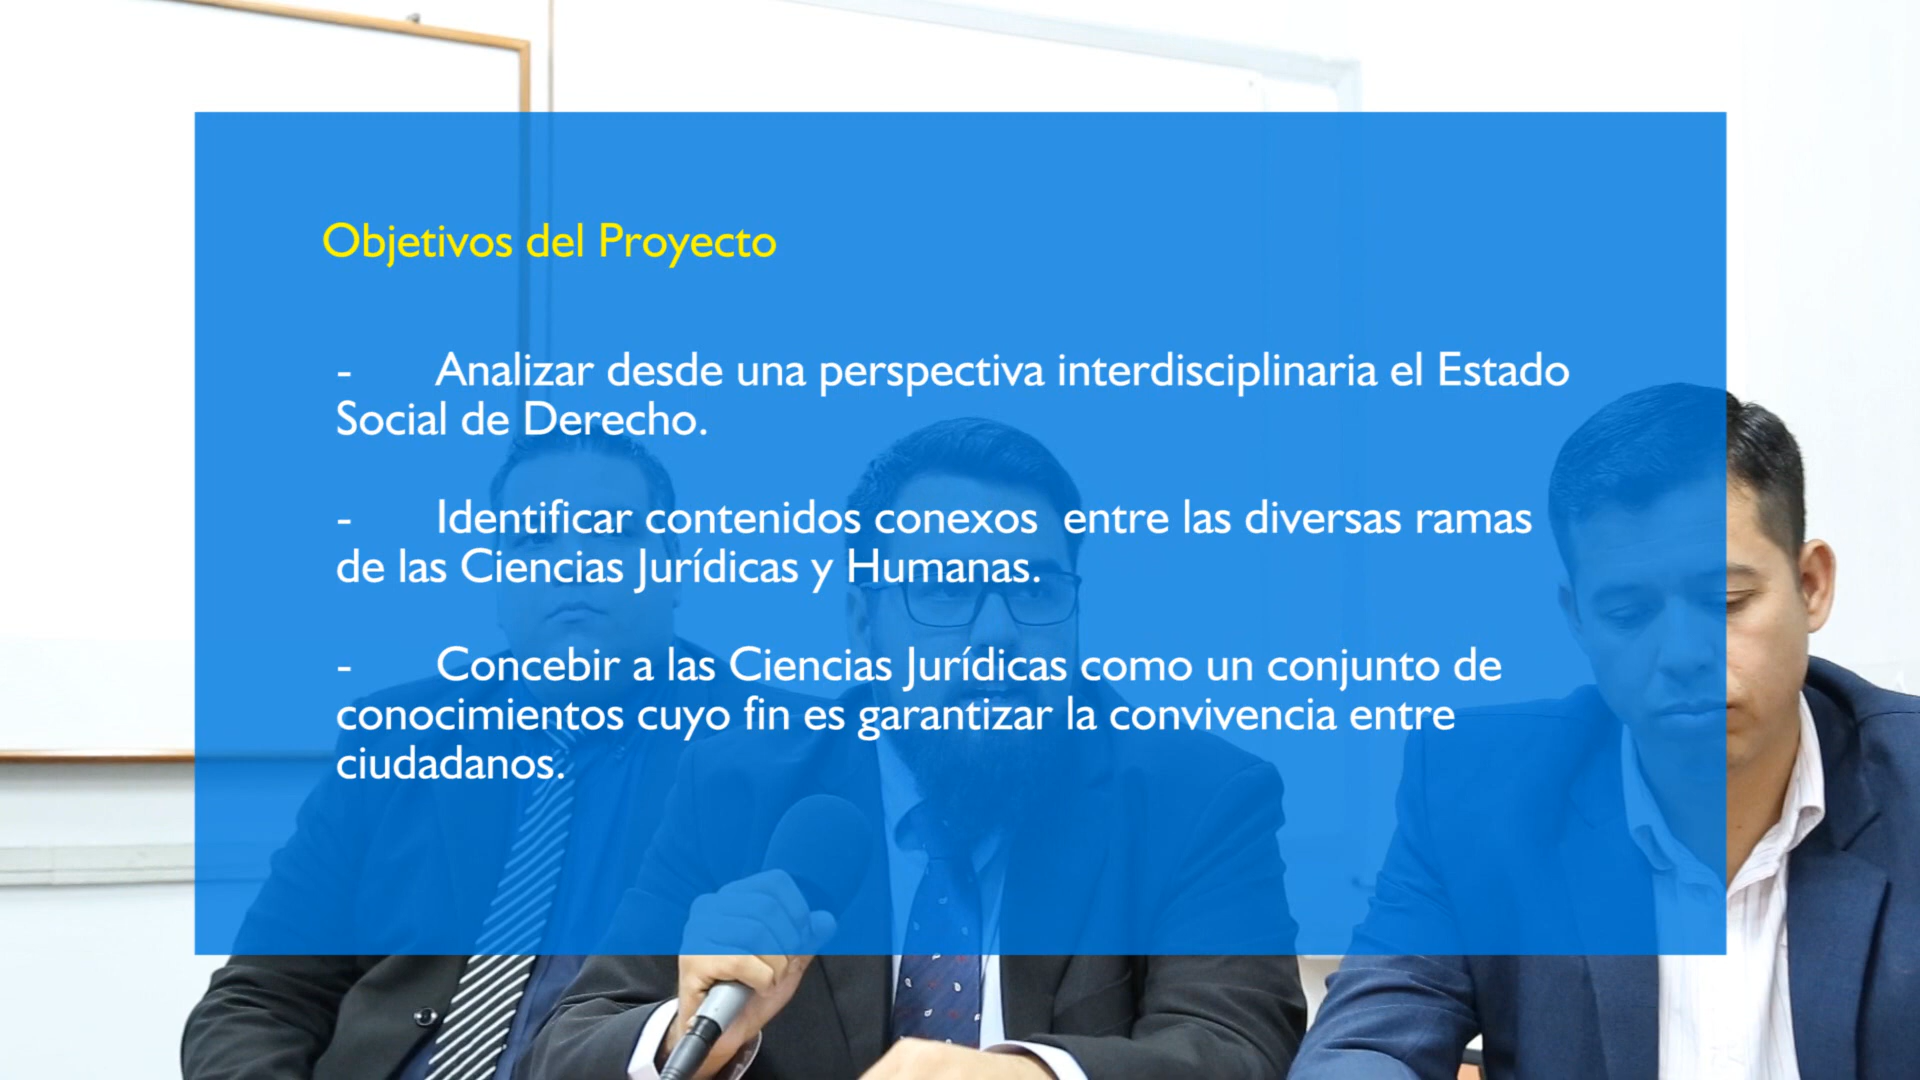 Objetivos del Proyecto
- Analizar desde una perspectiva interdisciplinaria el Estado
Social de Derecho.
- Identificar contenidos conexos entre las diversas ramas
de las Ciencias Jurídicas y Humanas.
- Concebir a las Ciencias Jurídicas como un conjunto de
conocimientos cuyo fin es garantizar la convivencia entre
ciudadanos.